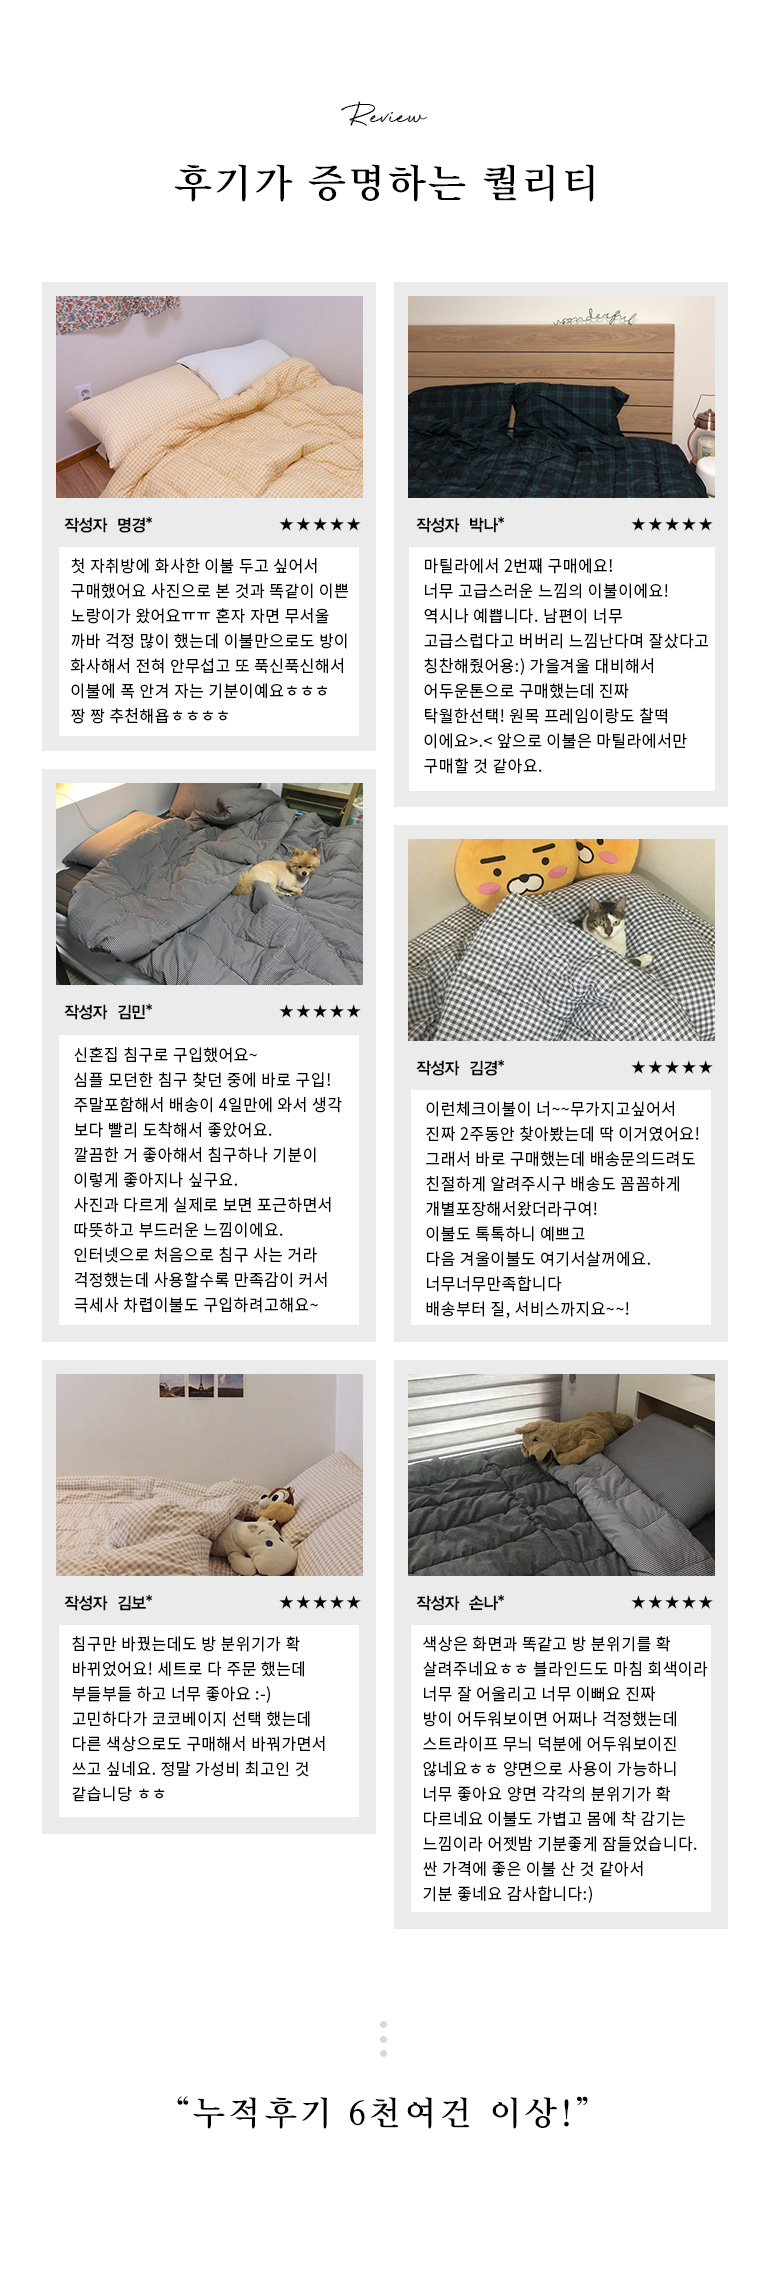 Review
후기가 증명하는 퀄리티
작성자 명경* ★★★★★
첫 자취방에 화사한 이불 두고 싶어서
구매했어요 사진으로 본 것과 똑같이 이쁜
노랑이가 왔어요ㅠㅠ 혼자 자면 무서울
까바 걱정 많이 했는데 이불만으로도 방이
화사해서 전혀 안무섭고 또 푹신푹신해서
이불에 폭 안겨 자는 기분이예요ㅎㅎㅎ
짱 짱 추천해욥ㅎㅎㅎㅎ
wonderful
작성자 박나* ★★★★★
마틸라에서 2번째 구매에요!
너무 고급스러운 느낌의 이불이에요!
역시나 예쁩니다. 남편이 너무
고급스럽다고 버버리 느낌난다며 잘샀다고
칭찬해줬어용:) 가을겨울 대비해서
어두운톤으로 구매했는데 진짜
탁월한선택! 원목 프레임이랑도 찰떡
이에요>.< 앞으로 이불은 마틸라에서만
구매할 것 같아요.
작성자 김민* ★★★★★
신혼집 침구로 구입했어요~
심플 모던한 침구 찾던 중에 바로 구입!
주말포함해서 배송이 4일만에 와서 생각
보다 빨리 도착해서 좋았어요.
깔끔한 거 좋아해서 침구하나 기분이
이렇게 좋아지나 싶구요.
사진과 다르게 실제로 보면 포근하면서
따뜻하고 부드러운 느낌이에요.
인터넷으로 처음으로 침구 사는 거라
걱정했는데 사용할수록 만족감이 커서
극세사 차렵이불도 구입하려고해요~
작성자 김경* ★★★★★
이런체크이불이 너~~무가지고싶어서
진짜 2주동안 찾아봤는데 딱 이거였어요!
그래서 바로 구매했는데 배송문의드려도
친절하게 알려주시구 배송도 꼼꼼하게
개별포장해서왔더라구여!
이불도 톡톡하니 예쁘고
다음 겨울이불도 여기서살꺼에요.
너무너무만족합니다
배송부터 질, 서비스까지요~~!
작성자 김보* ★★★★★
침구만 바꿨는데도 방 분위기가 확
바뀌었어요! 세트로 다 주문 했는데
부들부들 하고 너무 좋아요 :-)
고민하다가 코코베이지 선택 했는데
다른 색상으로도 구매해서 바꿔가면서
쓰고 싶네요. 정말 가성비 최고인 것
같습니당 ㅎㅎ
작성자 손나* ★★★★★
색상은 화면과 똑같고 방 분위기를 확
살려주네요ㅎㅎ 블라인드도 마침 회색이라
너무 잘 어울리고 너무 이뻐요 진짜
방이 어두워보이면 어쩌나 걱정했는데
스트라이프 무늬 덕분에 어두워보이진
않네요ㅎㅎ 양면으로 사용이 가능하니
너무 좋아요 양면 각각의 분위기가 확
다르네요 이불도 가볍고 몸에 착 감기는
느낌이라 어젯밤 기분좋게 잠들었습니다.
싼 가격에 좋은 이불 산 것 같아서
기분 좋네요 감사합니다:)
“누적후기 6천여건 이상!”